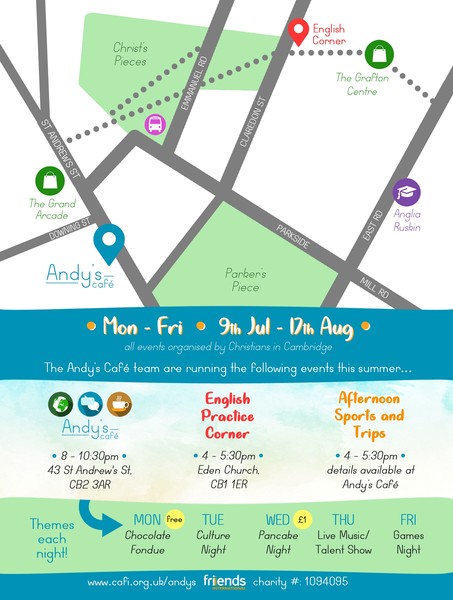 Christ's
Pieces
EMMANUEL RD
CLAREDON ST
English
Corner
The Grafton
Centre
ST ANDREW'S ST
The Grand
Arcade
DOWNING ST
Anglia
Ruskin
EAST RD
PARKSIDE
MILL RD
Parker's
Piece
Andy's
café
• Mon - Fri • 9th Jul - 17th Aug •
all events organised by Christians in Cambridge
The Andy's Café team are running the following events this summer...
Andy's
café
• 8 - 10:30pm •
43 St Andrew's St,
CB2 3AR
English
Practice
Corner
• 4 - 5:30pm •
Eden Church,
CB1 1ER
Afternoon
Sports and
Trips
• 4 - 5:30pm •
details available at
Andy's Café
Themes
each
night!
MON free
Chocolate
Fondue
TUE
Culture
Night
WED £1
Pancake
Night
THU
Live Music/
Talent Show
FRI
Games
Night
www.cafi.org.uk/andys friends INTERNATIONAL charity #: 1094095